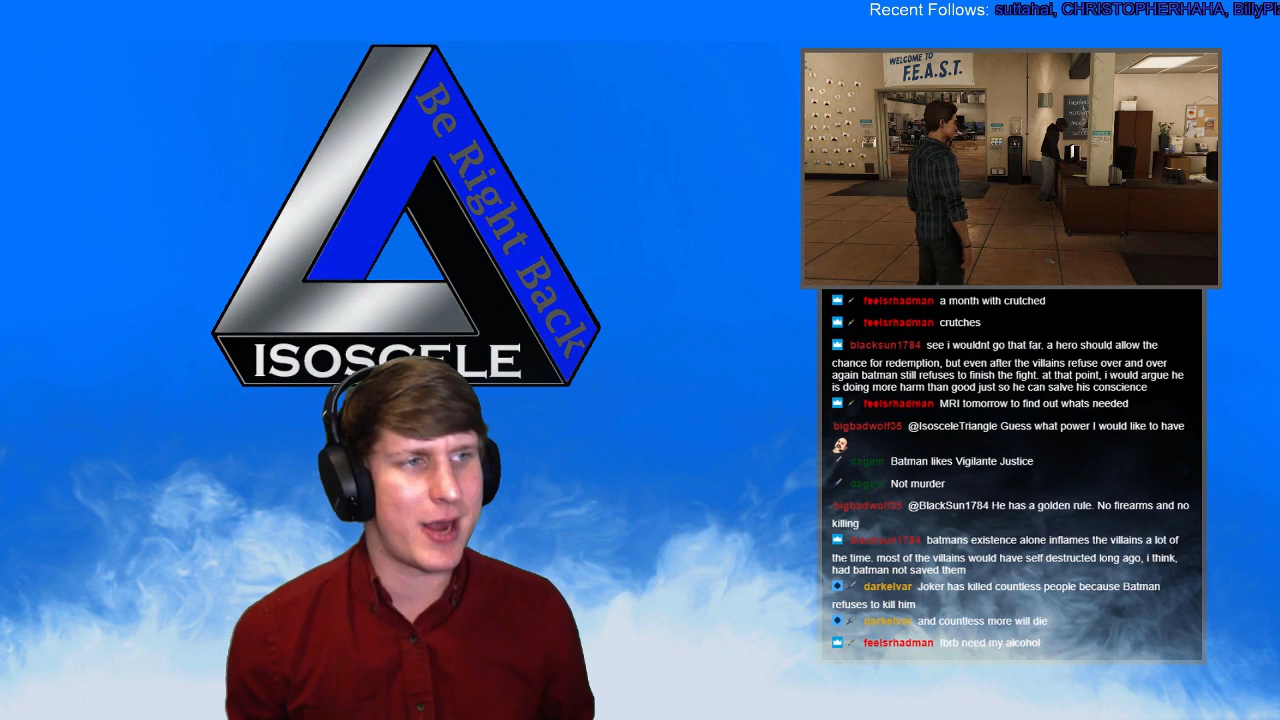 Recent Follows: suttahai, CHRISTOPHERHAHA, BillyPla
Be Right Back
ISOSCELE
WELCOME TO
F.E.A.S.T.
feelsrhadman a month with crutched
feelsrhadman crutches
blacksun1784 see i wouldnt go that far. a hero should allow the
chance for redemption, but even after the villains refuse over and over
again batman still refuses to finish the fight. at that point, i would argue he
is doing more harm than good just so he can salve his conscience
feelsrhadman MRI tomorrow to find out whats needed
bigbadwolf35 @IsosceleTriangle Guess what power I would like to have
dagem Batman likes Vigilante Justice
dagem Not murder
bigbadwolf35 @BlackSun1784 He has a golden rule. No firearms and no
killing
blacksun1784 batmans existence alone inflames the villains a lot of
the time. most of the villains would have self destructed long ago, i think,
had batman not saved them
darkelvar Joker has killed countless people because Batman
refuses to kill him
darkelvar and countless more will die
feelsrhadman !brb need my alcohol